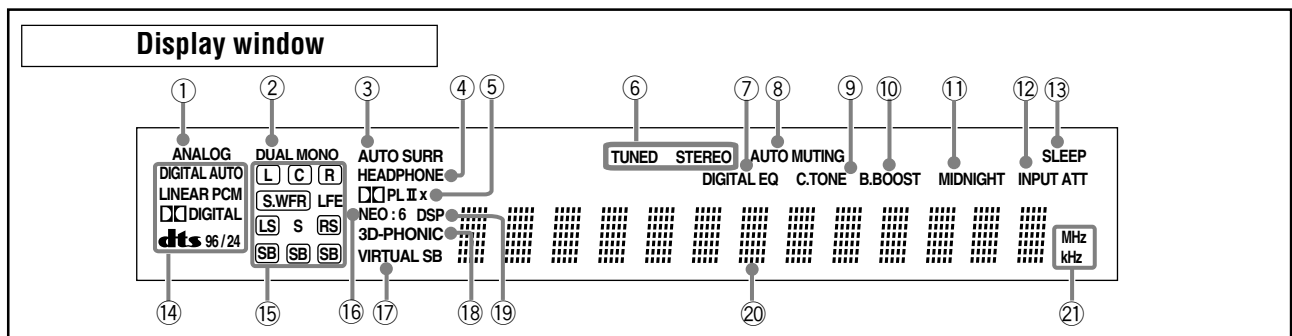 Display window
① ② ③ ④ ⑤ ⑥ ⑦ ⑧ ⑨ ⑩ ⑪ ⑫ ⑬
ANALOG DUAL MONO AUTO SURR TUNED STEREO AUTO MUTING SLEEP
DIGITAL AUTO L C R HEADPHONE DIGITAL EQ C.TONE B.BOOST MIDNIGHT INPUT ATT
LINEAR PCM S.WFR LFE PL II x
DIGITAL NEO : 6 DSP
dts 96 / 24 LS S RS 3D-PHONIC MHz
SB SB SB VIRTUAL SB kHz
⑭ ⑮ ⑯ ⑰ ⑱ ⑲ ⑳ ㉑